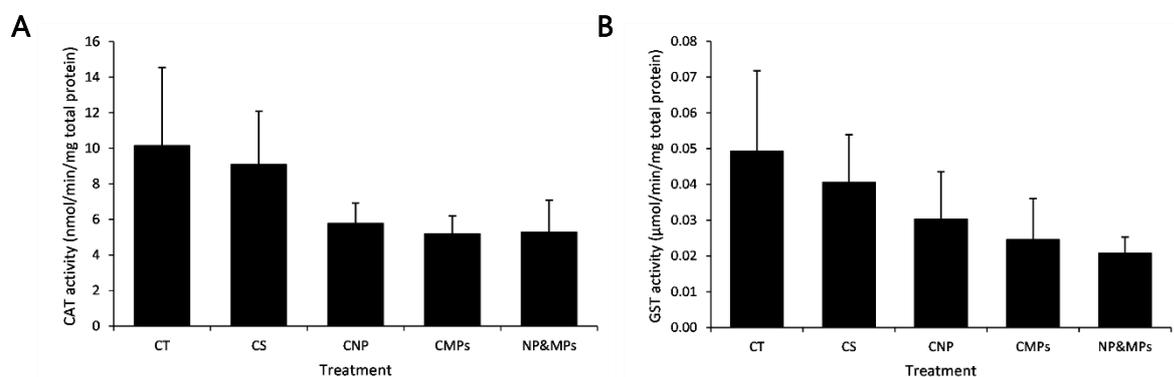 A
CAT activity (nmol/min/mg total protein)
16
14
12
10
8
6
4
2
0
CT CS CNP CMPs NP&MPs
Treatment
B
GST activity (µmol/min/mg total protein)
0.08
0.07
0.06
0.05
0.04
0.03
0.02
0.01
0.00
CT CS CNP CMPs NP&MPs
Treatment